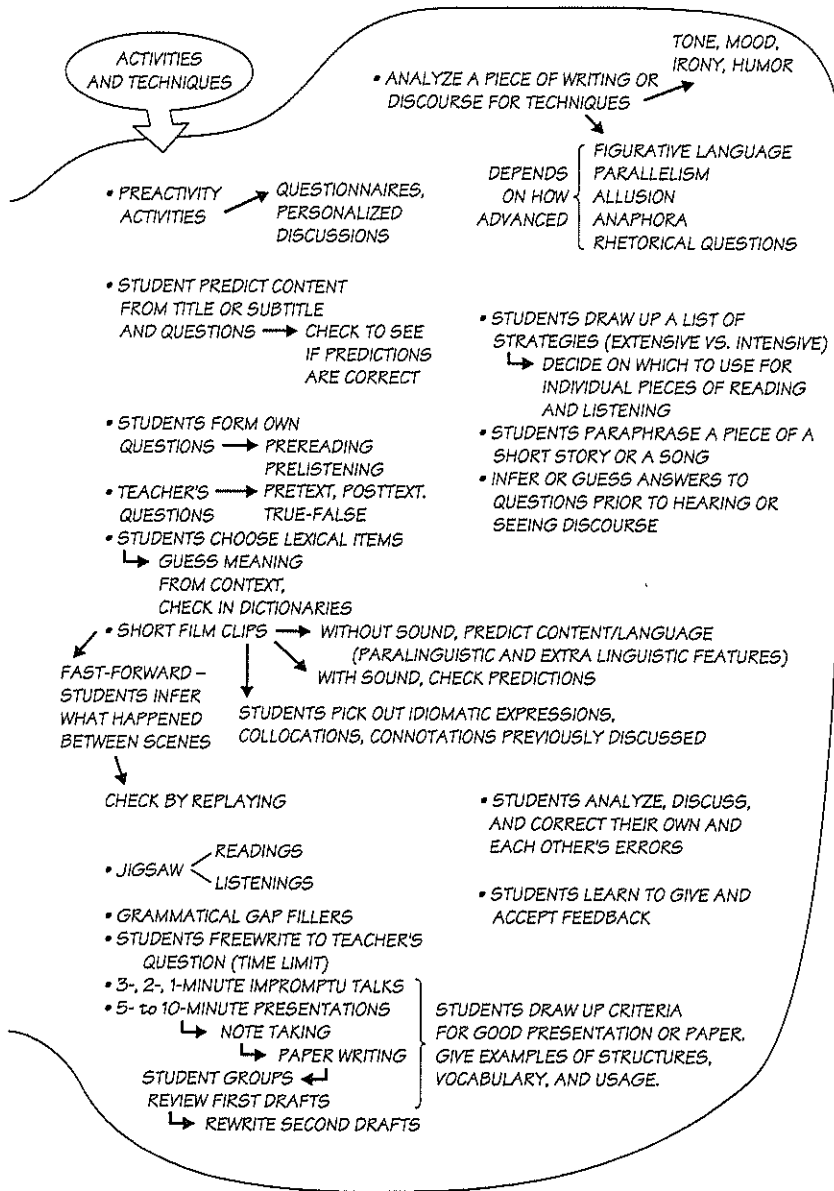 ACTIVITIES
AND TECHNIQUES
• PREACTIVITY
ACTIVITIES
QUESTIONNAIRES,
PERSONALIZED
DISCUSSIONS
• STUDENT PREDICT CONTENT
FROM TITLE OR SUBTITLE
AND QUESTIONS → CHECK TO SEE
IF PREDICTIONS
ARE CORRECT
• STUDENTS FORM OWN
QUESTIONS → PREREADING
PRELISTENING
• TEACHER'S → PRETEXT, POSTTEXT.
QUESTIONS TRUE-FALSE
• STUDENTS CHOOSE LEXICAL ITEMS
GUESS MEANING
FROM CONTEXT,
CHECK IN DICTIONARIES
• SHORT FILM CLIPS → WITHOUT SOUND, PREDICT CONTENT/LANGUAGE
(PARALINGUISTIC AND EXTRA LINGUISTIC FEATURES)
WITH SOUND, CHECK PREDICTIONS
FAST-FORWARD –
STUDENTS INFER
WHAT HAPPENED
BETWEEN SCENES
STUDENTS PICK OUT IDIOMATIC EXPRESSIONS,
COLLOCATIONS, CONNOTATIONS PREVIOUSLY DISCUSSED
CHECK BY REPLAYING
• JIGSAW
READINGS
LISTENINGS
• GRAMMATICAL GAP FILLERS
• STUDENTS FREEWRITE TO TEACHER'S
QUESTION (TIME LIMIT)
• 3-, 2-, 1-MINUTE IMPROMPTU TALKS
• 5- to 10-MINUTE PRESENTATIONS
NOTE TAKING
PAPER WRITING
STUDENT GROUPS
REVIEW FIRST DRAFTS
REWRITE SECOND DRAFTS
STUDENTS DRAW UP CRITERIA
FOR GOOD PRESENTATION OR PAPER.
GIVE EXAMPLES OF STRUCTURES,
VOCABULARY, AND USAGE.
• ANALYZE A PIECE OF WRITING OR
DISCOURSE FOR TECHNIQUES
TONE, MOOD,
IRONY, HUMOR
DEPENDS
ON HOW
ADVANCED
FIGURATIVE LANGUAGE
PARALLELISM
ALLUSION
ANAPHORA
RHETORICAL QUESTIONS
• STUDENTS DRAW UP A LIST OF
STRATEGIES (EXTENSIVE VS. INTENSIVE)
DECIDE ON WHICH TO USE FOR
INDIVIDUAL PIECES OF READING
AND LISTENING
• STUDENTS PARAPHRASE A PIECE OF A
SHORT STORY OR A SONG
• INFER OR GUESS ANSWERS TO
QUESTIONS PRIOR TO HEARING OR
SEEING DISCOURSE
• STUDENTS ANALYZE, DISCUSS,
AND CORRECT THEIR OWN AND
EACH OTHER'S ERRORS
• STUDENTS LEARN TO GIVE AND
ACCEPT FEEDBACK